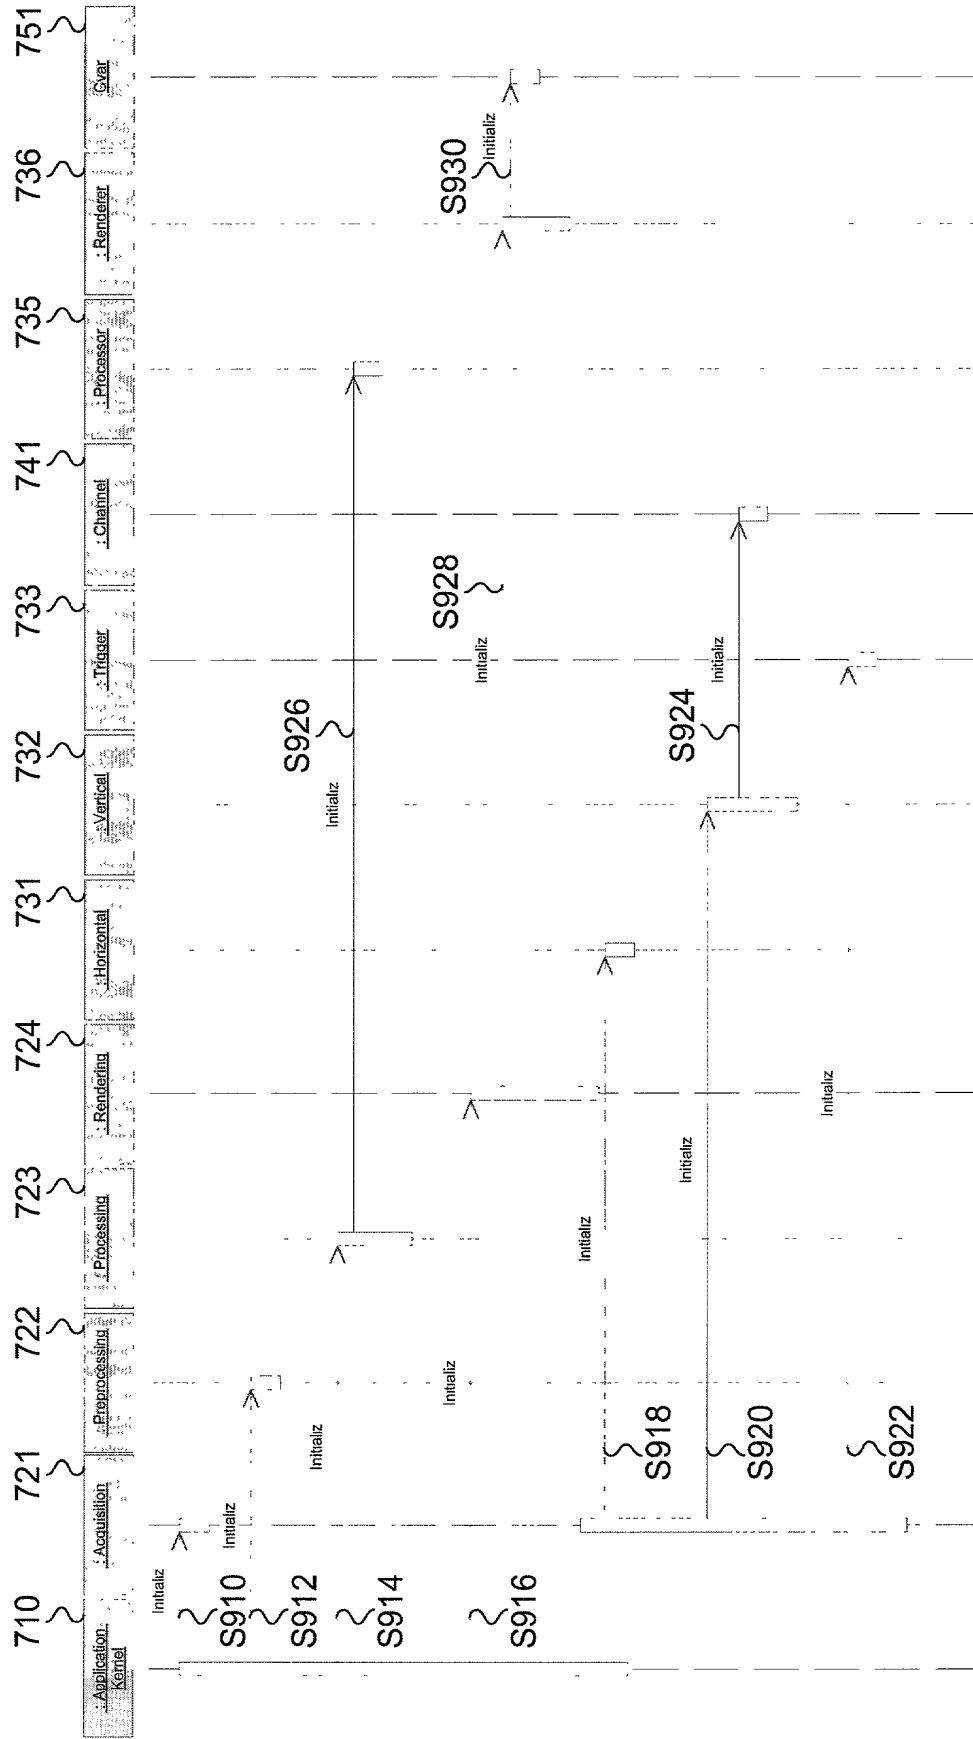 710
721
722
723
724
731
732
733
741
735
736
751
: Application
Kernel
: Acquisition
: Preprocessing
: Processing
: Rendering
: Horizontal
: Vertical
: Trigger
: Channel
: Processor
: Renderer
Cvar
Initializ
S910
Initializ
S912
Initializ
S914
Initializ
S926
Initializ
S916
Initializ
S928
Initializ
S930
Initializ
S918
Initializ
S920
Initializ
S924
Initializ
S922